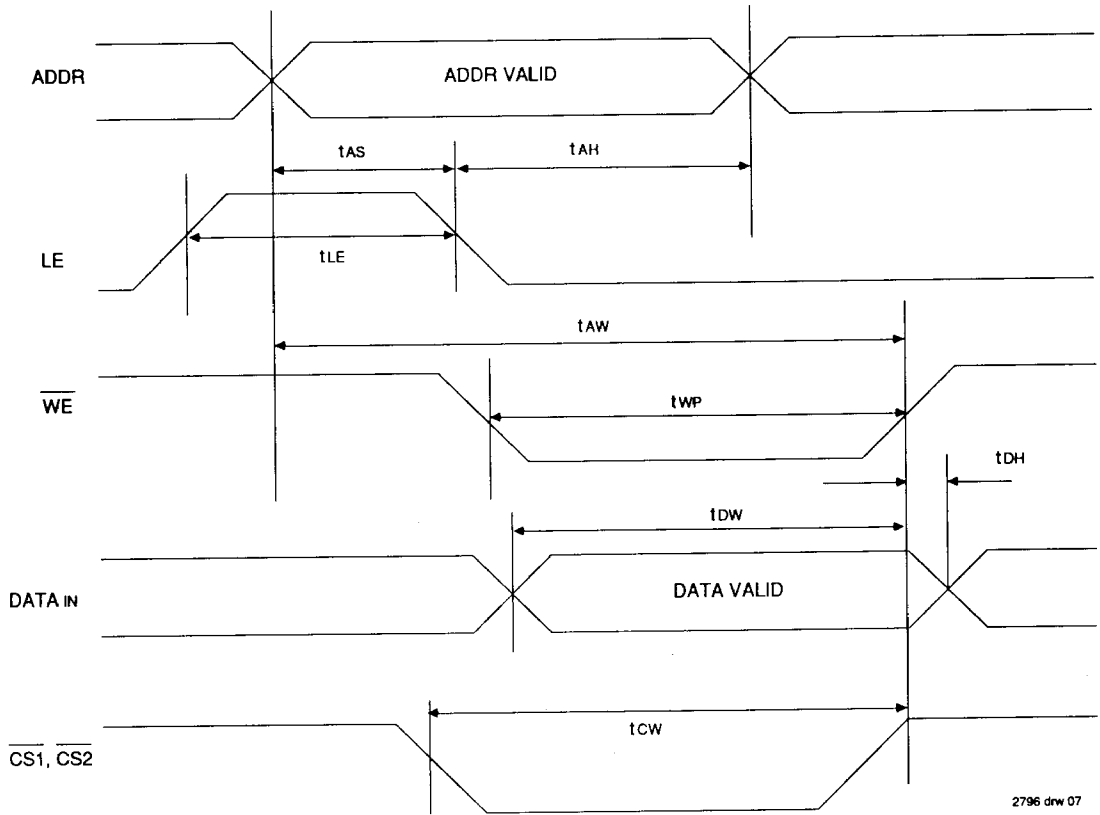 ADDR
ADDR VALID
tAS
tAH
LE
tLE
tAW
WE
tWP
tDH
tDW
DATA IN
DATA VALID
tCW
CS1, CS2
2796 drw 07